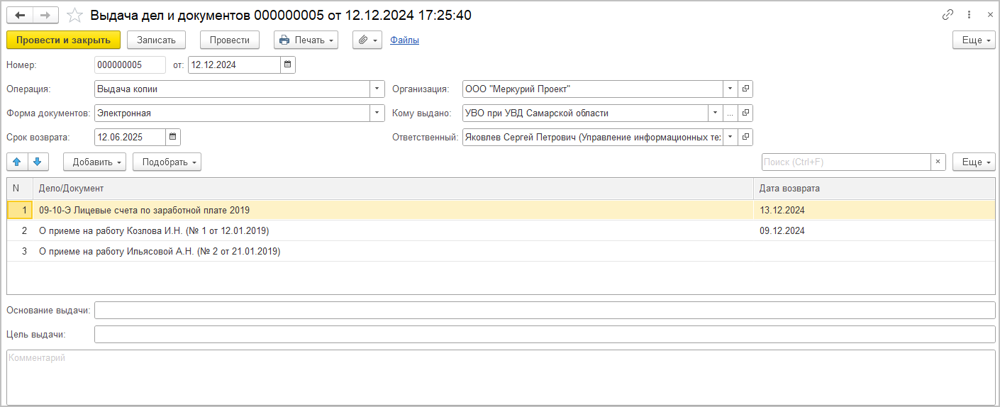 Выдача дел и документов 000000005 от 12.12.2024 17:25:40
Провести и закрыть Записать Провести Печать Файлы Еще
Номер: 000000005 от: 12.12.2024
Операция: Выдача копии Организация: ООО "Меркурий Проект"
Форма документов: Электронная Кому выдано: УВО при УВД Самарской области ...
Срок возврата: 12.06.2025 Ответственный: Яковлев Сергей Петрович (Управление информационных те
Добавить Подобрать Поиск (Ctrl+F) × Еще
N Дело/Документ Дата возврата
1 09-10-Э Лицевые счета по заработной плате 2019 13.12.2024
2 О приеме на работу Козлова И.Н. (№ 1 от 12.01.2019) 09.12.2024
3 О приеме на работу Ильясовой А.Н. (№ 2 от 21.01.2019)
Основание выдачи:
Цель выдачи:
Комментарий